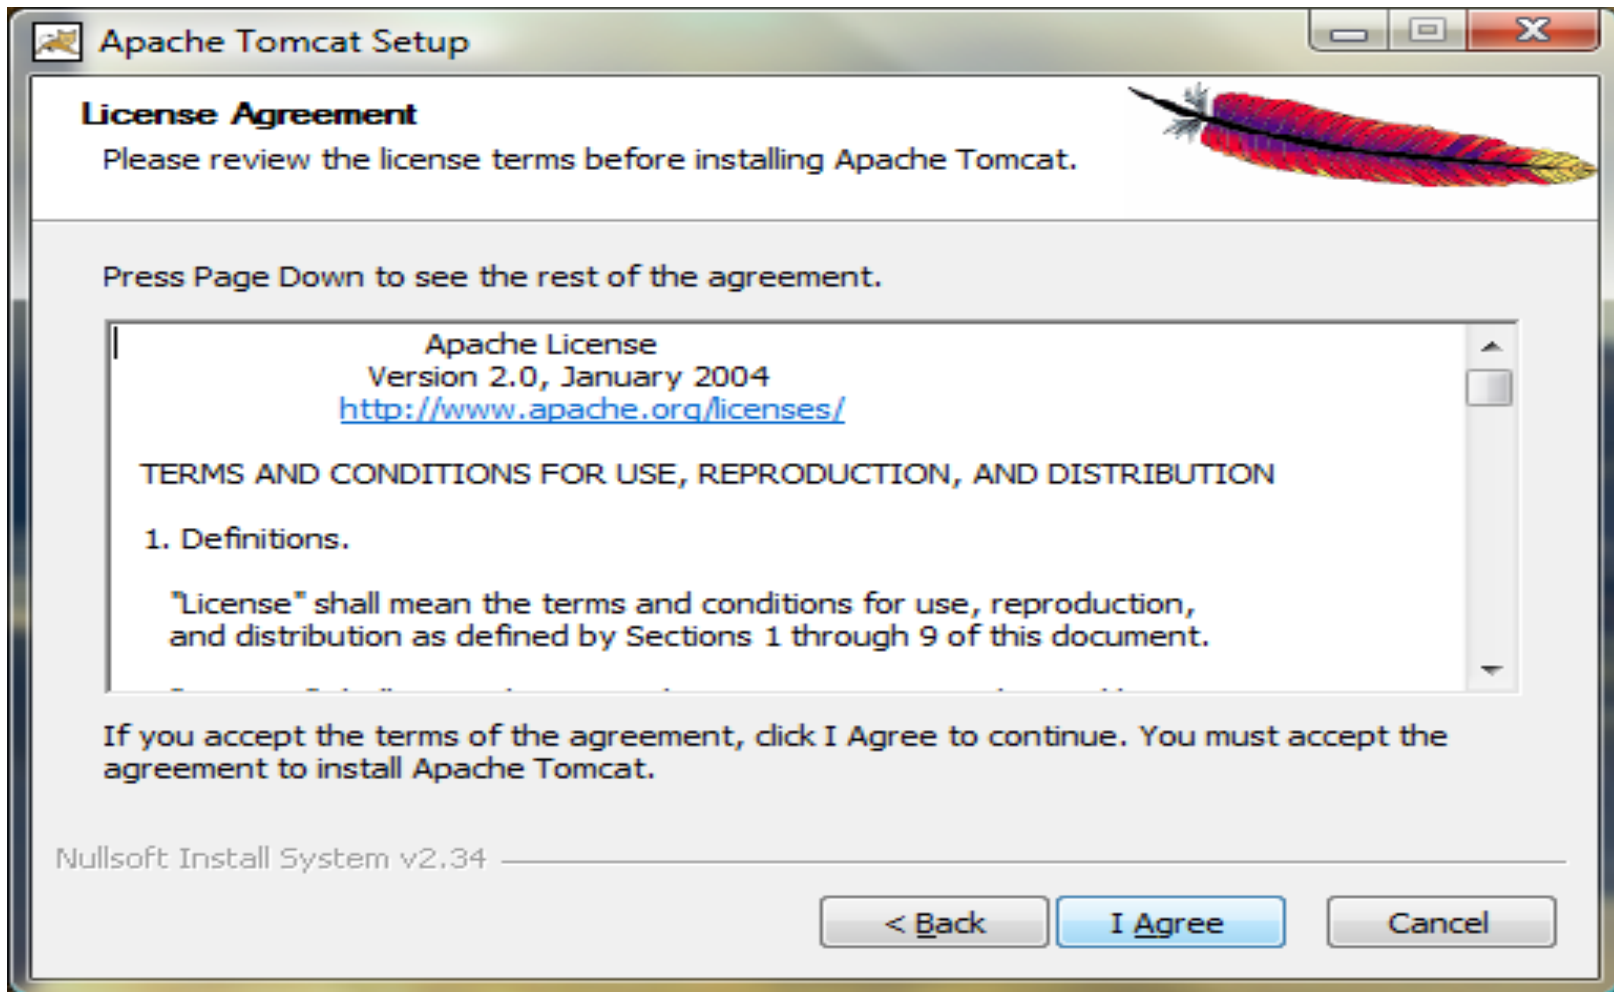 Apache Tomcat Setup
License Agreement
Please review the license terms before installing Apache Tomcat.
Press Page Down to see the rest of the agreement.
Apache License
Version 2.0, January 2004
http://www.apache.org/licenses/
TERMS AND CONDITIONS FOR USE, REPRODUCTION, AND DISTRIBUTION
1. Definitions.
"License" shall mean the terms and conditions for use, reproduction,
and distribution as defined by Sections 1 through 9 of this document.
If you accept the terms of the agreement, click I Agree to continue. You must accept the
agreement to install Apache Tomcat.
Nullsoft Install System v2.34
< Back
I Agree
Cancel